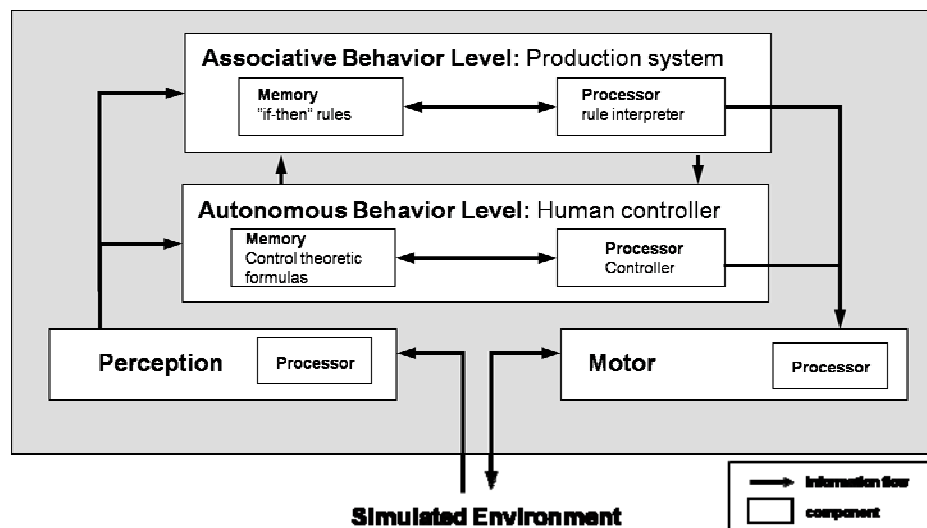 Associative Behavior Level: Production system
Memory
"if-then" rules
Processor
rule interpreter
Autonomous Behavior Level: Human controller
Memory
Control theoretic
formulas
Processor
Controller
Perception
Processor
Motor
Processor
Simulated Environment
information flow
component